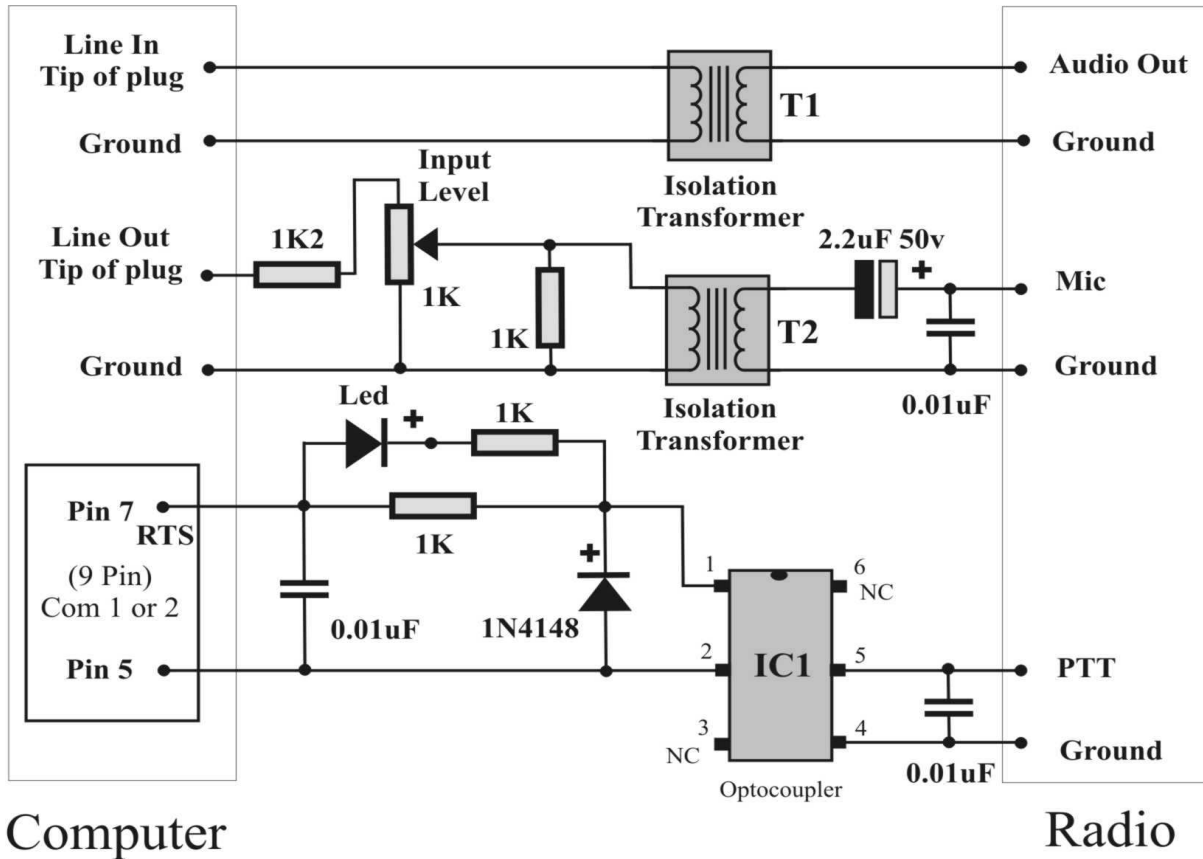 Line In
Tip of plug
Audio Out
T1
Ground
Ground
Input
Level
Isolation
Transformer
Line Out
Tip of plug
1K2
2.2uF 50v
+
Mic
1K
1K
T2
Ground
Ground
0.01uF
Led
+
1K
Isolation
Transformer
Pin 7
RTS
1K
+
(9 Pin)
Com 1 or 2
0.01uF
1N4148
1
6
NC
Pin 5
2
IC1
5
PTT
3
NC
4
Ground
0.01uF
Optocoupler
Computer
Radio